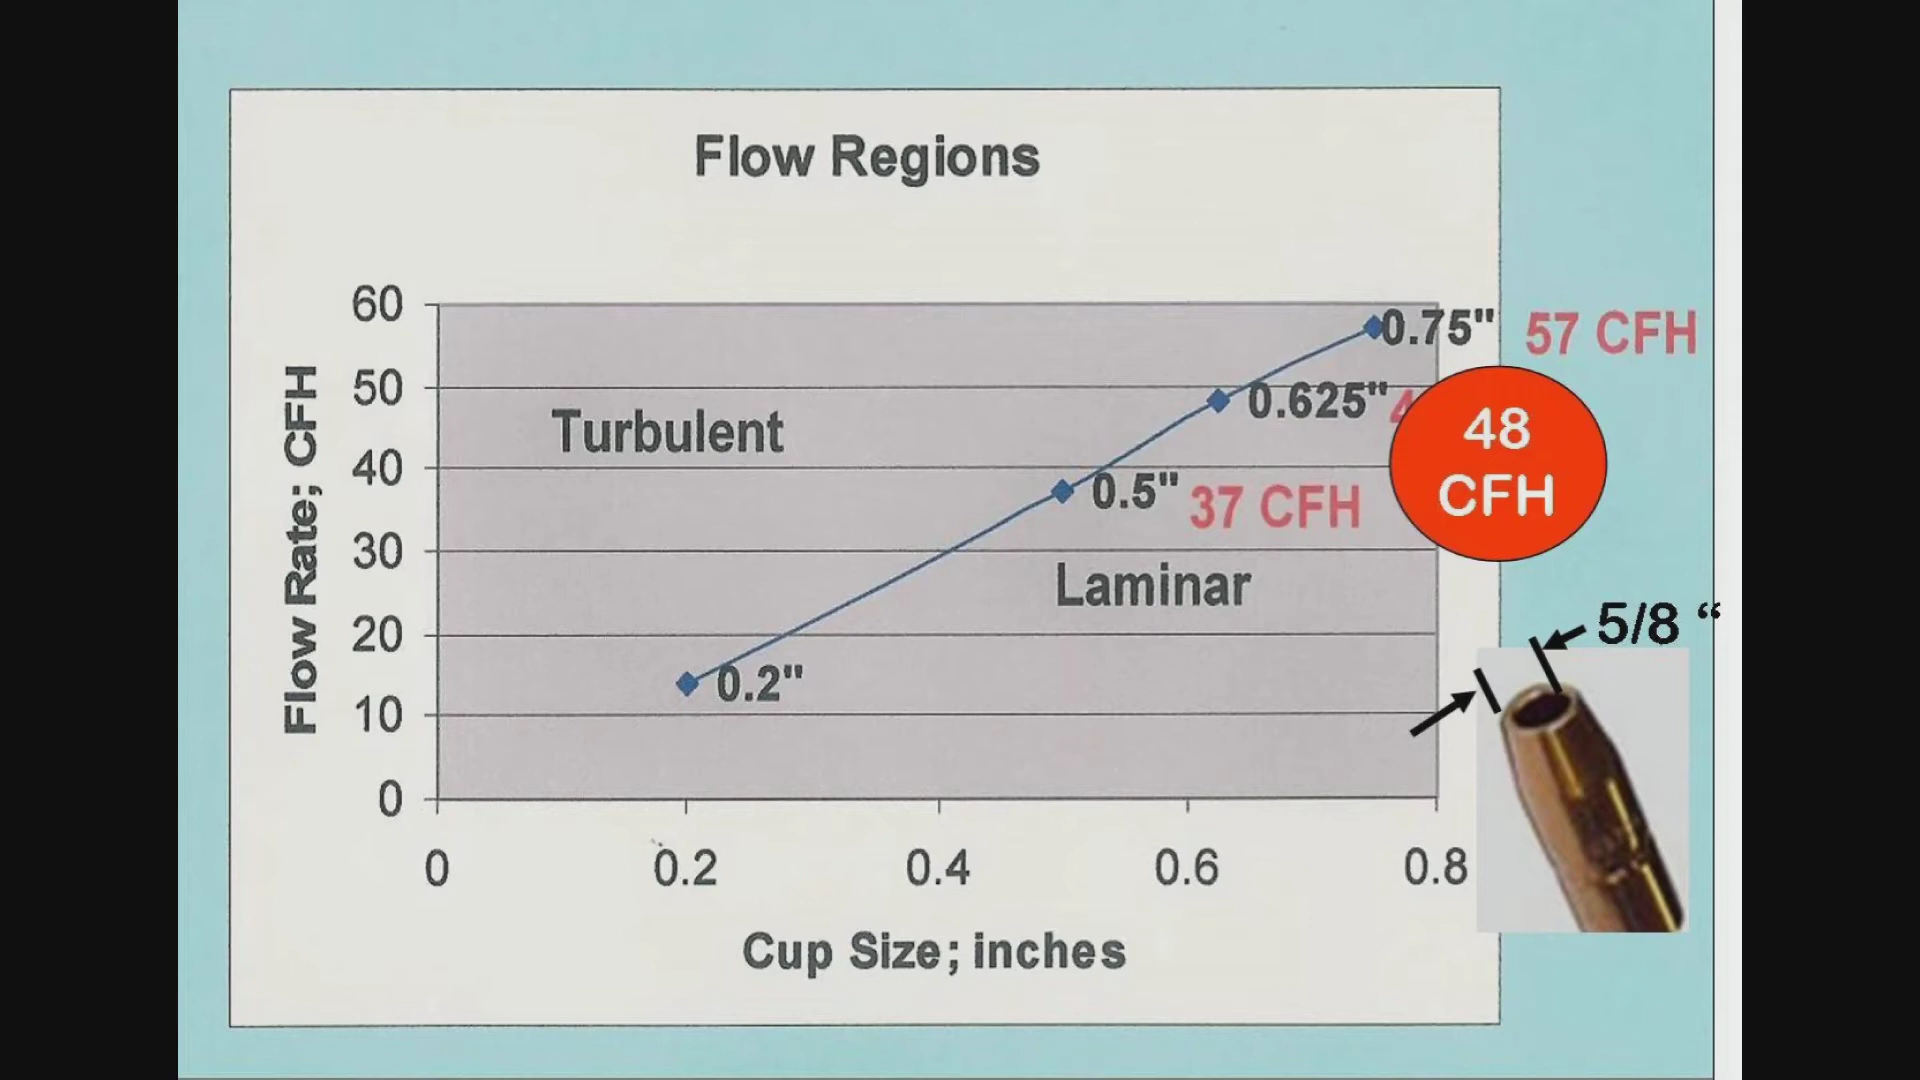 Flow Regions
60
50
40
30
20
10
0
Flow Rate; CFH
Turbulent
Laminar
0.75" 57 CFH
0.625" 4
48
CFH
0.5" 37 CFH
0.2"
5/8 “
0 0.2 0.4 0.6 0.8
Cup Size; inches